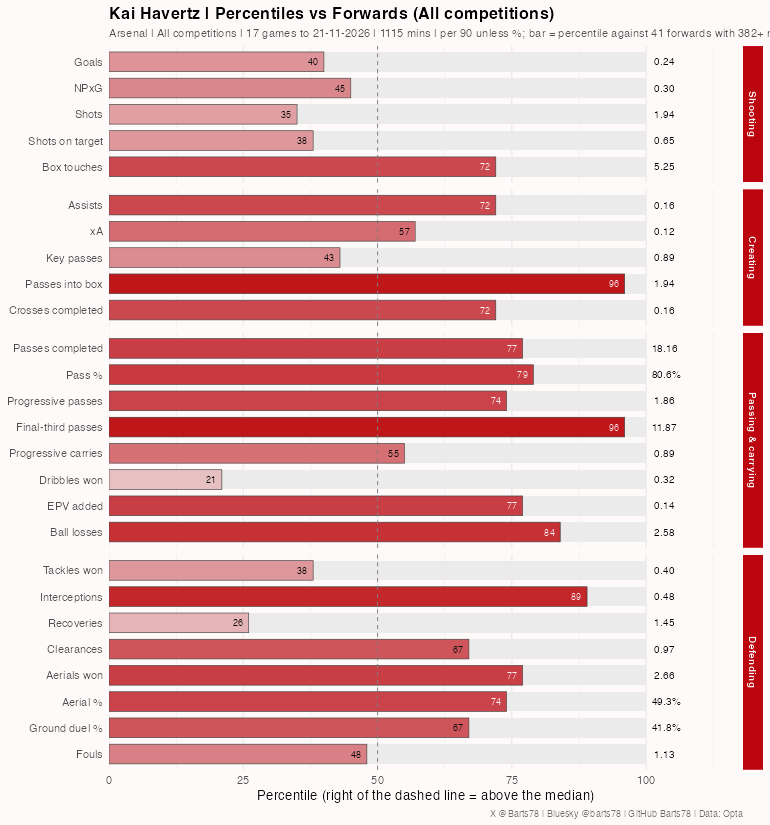 Kai Havertz | Percentiles vs Forwards (All competitions)
Arsenal | All competitions | 17 games to 21-11-2026 | 1115 mins | per 90 unless %; bar = percentile against 41 forwards with 382+
Goals 40 0.24
NPxG 45 0.30
Shots 35 1.94
Shots on target 38 0.65
Box touches 72 5.25
Shooting
Assists 72 0.16
xA 57 0.12
Key passes 43 0.89
Passes into box 96 1.94
Crosses completed 72 0.16
Creating
Passes completed 77 18.16
Pass % 79 80.6%
Progressive passes 74 1.86
Final-third passes 96 11.87
Progressive carries 55 0.89
Dribbles won 21 0.32
EPV added 77 0.14
Ball losses 84 2.58
Passing & carrying
Tackles won 38 0.40
Interceptions 89 0.48
Recoveries 26 1.45
Clearances 67 0.97
Aerials won 77 2.66
Aerial % 74 49.3%
Ground duel % 67 41.8%
Fouls 48 1.13
Defending
0 25 50 75 100
Percentile (right of the dashed line = above the median)
X @Barts78 | Bluesky @barts78 | GitHub Barts78 | Data: Opta